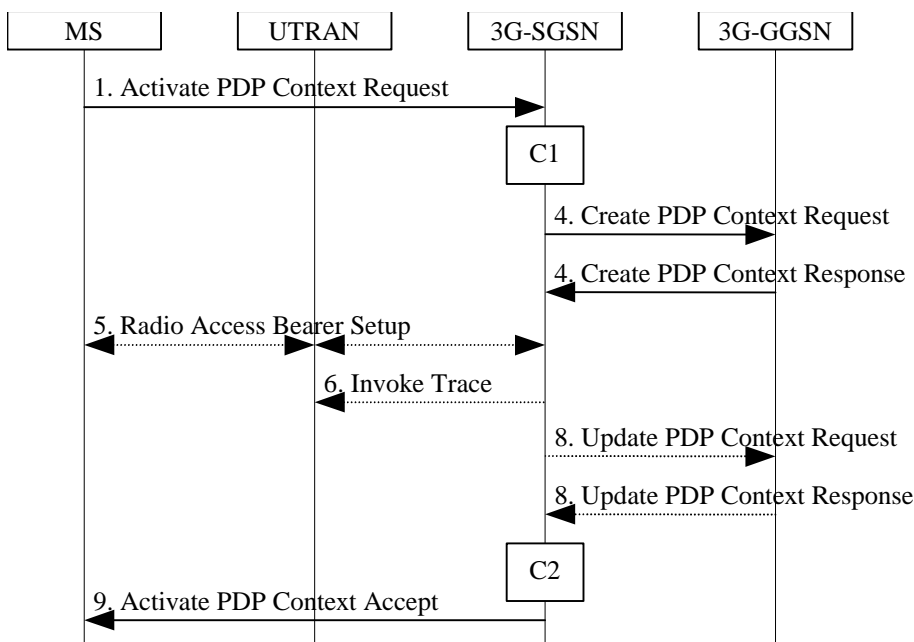 MS UTRAN 3G-SGSN 3G-GGSN
1. Activate PDP Context Request
C1
4. Create PDP Context Request
4. Create PDP Context Response
5. Radio Access Bearer Setup
6. Invoke Trace
8. Update PDP Context Request
8. Update PDP Context Response
C2
9. Activate PDP Context Accept